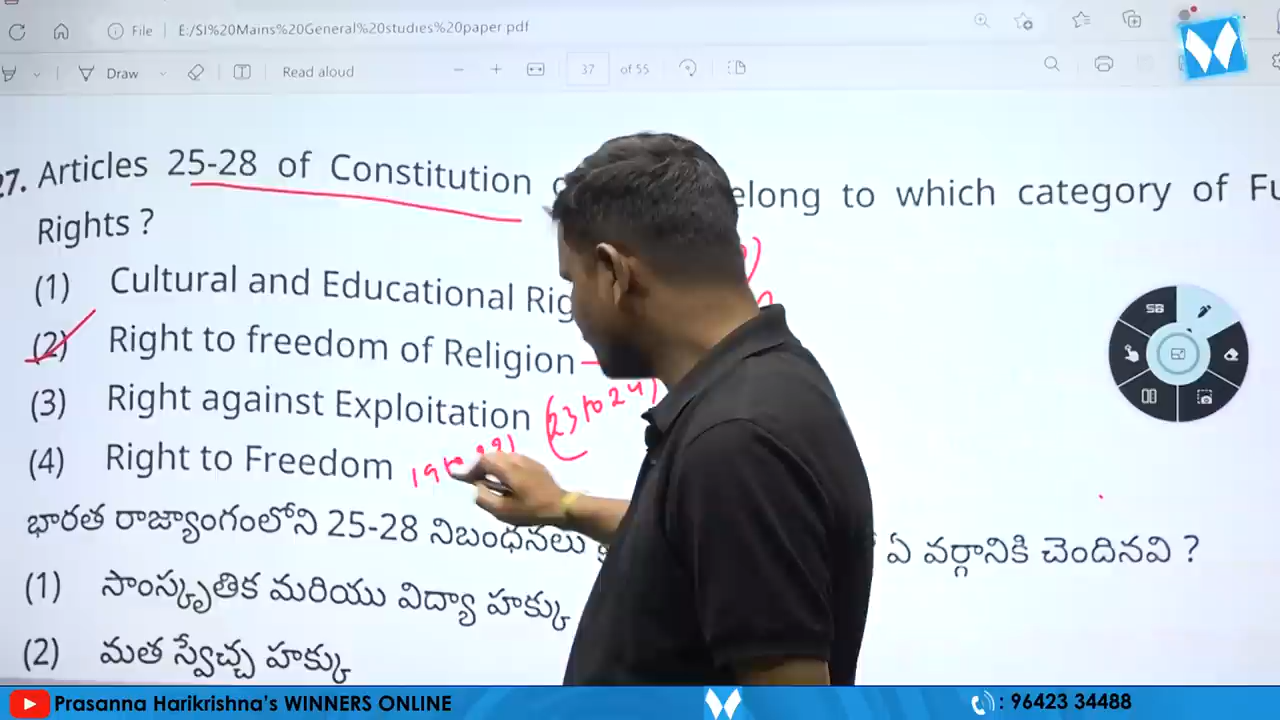 File E:/SI%20Mains%20General%20studies%20paper pdf
Draw Read aloud 37 of 55
27. Articles 25-28 of Constitution elong to which category of Fu
Rights ?
(1) Cultural and Educational Rig
(2) Right to freedom of Religion
(3) Right against Exploitation (23 to 24)
(4) Right to Freedom 19 to 22)
భారత రాజ్యాంగంలోని 25-28 నిబంధనలు ఏ వర్గానికి చెందినవి ?
(1) సాంస్కృతిక మరియు విద్యా హక్కు
(2) మత స్వేచ్ఛ హక్కు
Prasanna Harikrishna's WINNERS ONLINE : 96423 34488